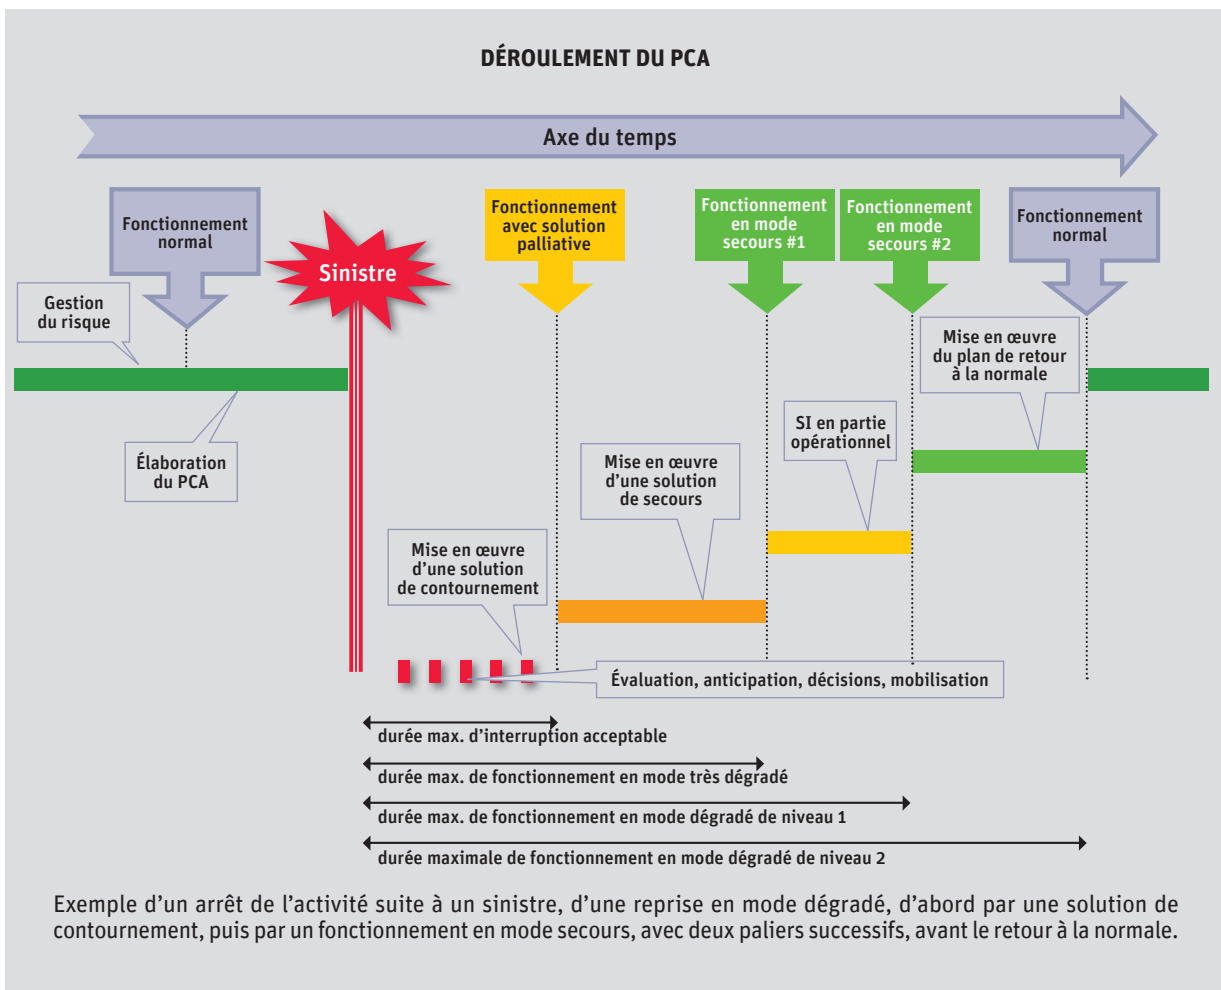 DÉROULEMENT DU PCA
Axe du temps
Fonctionnement
normal
Sinistre
Fonctionnement
avec solution
palliative
Fonctionnement
en mode
secours #1
Fonctionnement
en mode
secours #2
Fonctionnement
normal
Gestion
du risque
Élaboration
du PCA
Mise en œuvre
du plan de retour
à la normale
SI en partie
opérationnel
Mise en œuvre
d'une solution
de secours
Mise en œuvre
d'une solution
de contournement
Évaluation, anticipation, décisions, mobilisation
durée max. d'interruption acceptable
durée max. de fonctionnement en mode très dégradé
durée max. de fonctionnement en mode dégradé de niveau 1
durée maximale de fonctionnement en mode dégradé de niveau 2
Exemple d'un arrêt de l'activité suite à un sinistre, d'une reprise en mode dégradé, d'abord par une solution de
contournement, puis par un fonctionnement en mode secours, avec deux paliers successifs, avant le retour à la normale.